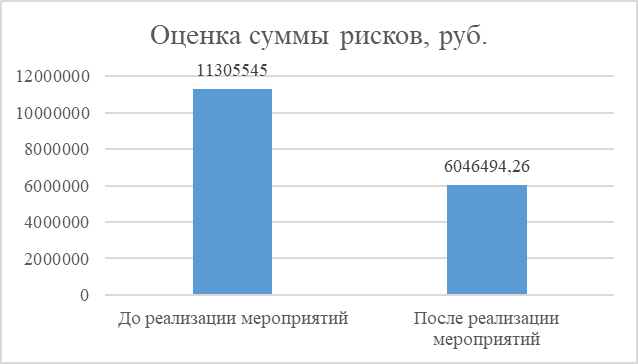 Оценка суммы рисков, руб.
12000000
10000000
8000000
6000000
4000000
2000000
0
11305545
6046494,26
До реализации мероприятий
После реализации
мероприятий